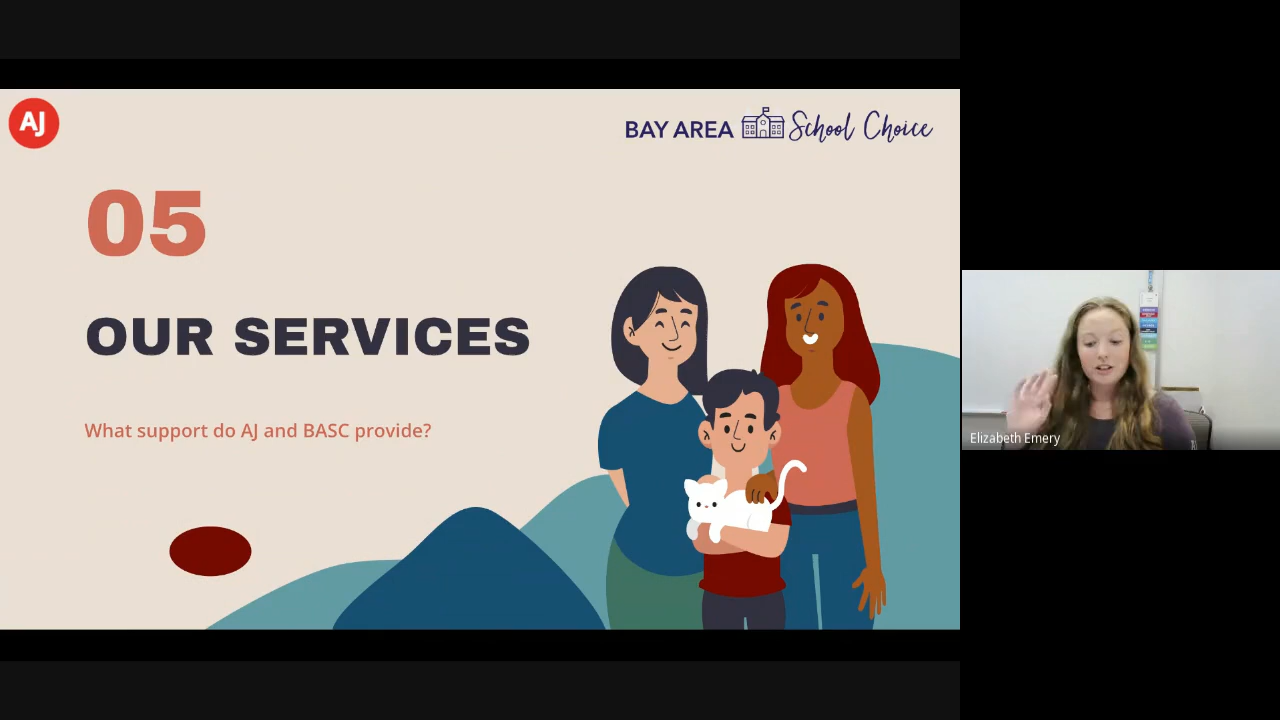 AJ
BAY AREA School Choice
05
OUR SERVICES
What support do AJ and BASC provide?
Elizabeth Emery